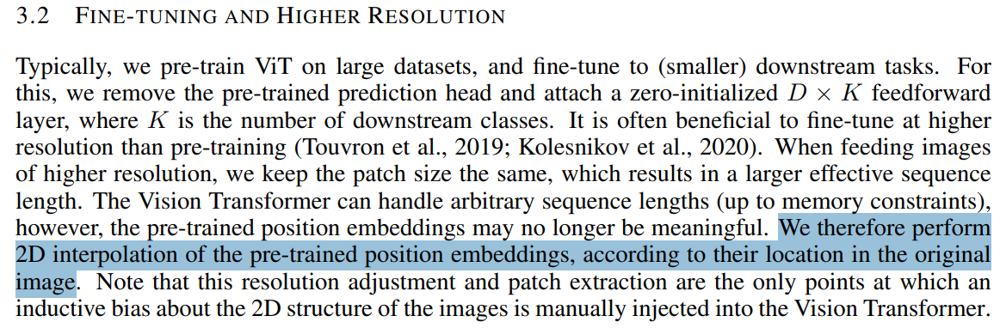 3.2 FINE-TUNING AND HIGHER RESOLUTION
Typically, we pre-train ViT on large datasets, and fine-tune to (smaller) downstream tasks. For
this, we remove the pre-trained prediction head and attach a zero-initialized D × K feedforward
layer, where K is the number of downstream classes. It is often beneficial to fine-tune at higher
resolution than pre-training (Touvron et al., 2019; Kolesnikov et al., 2020). When feeding images
of higher resolution, we keep the patch size the same, which results in a larger effective sequence
length. The Vision Transformer can handle arbitrary sequence lengths (up to memory constraints),
however, the pre-trained position embeddings may no longer be meaningful. We therefore perform
2D interpolation of the pre-trained position embeddings, according to their location in the original
image. Note that this resolution adjustment and patch extraction are the only points at which an
inductive bias about the 2D structure of the images is manually injected into the Vision Transformer.